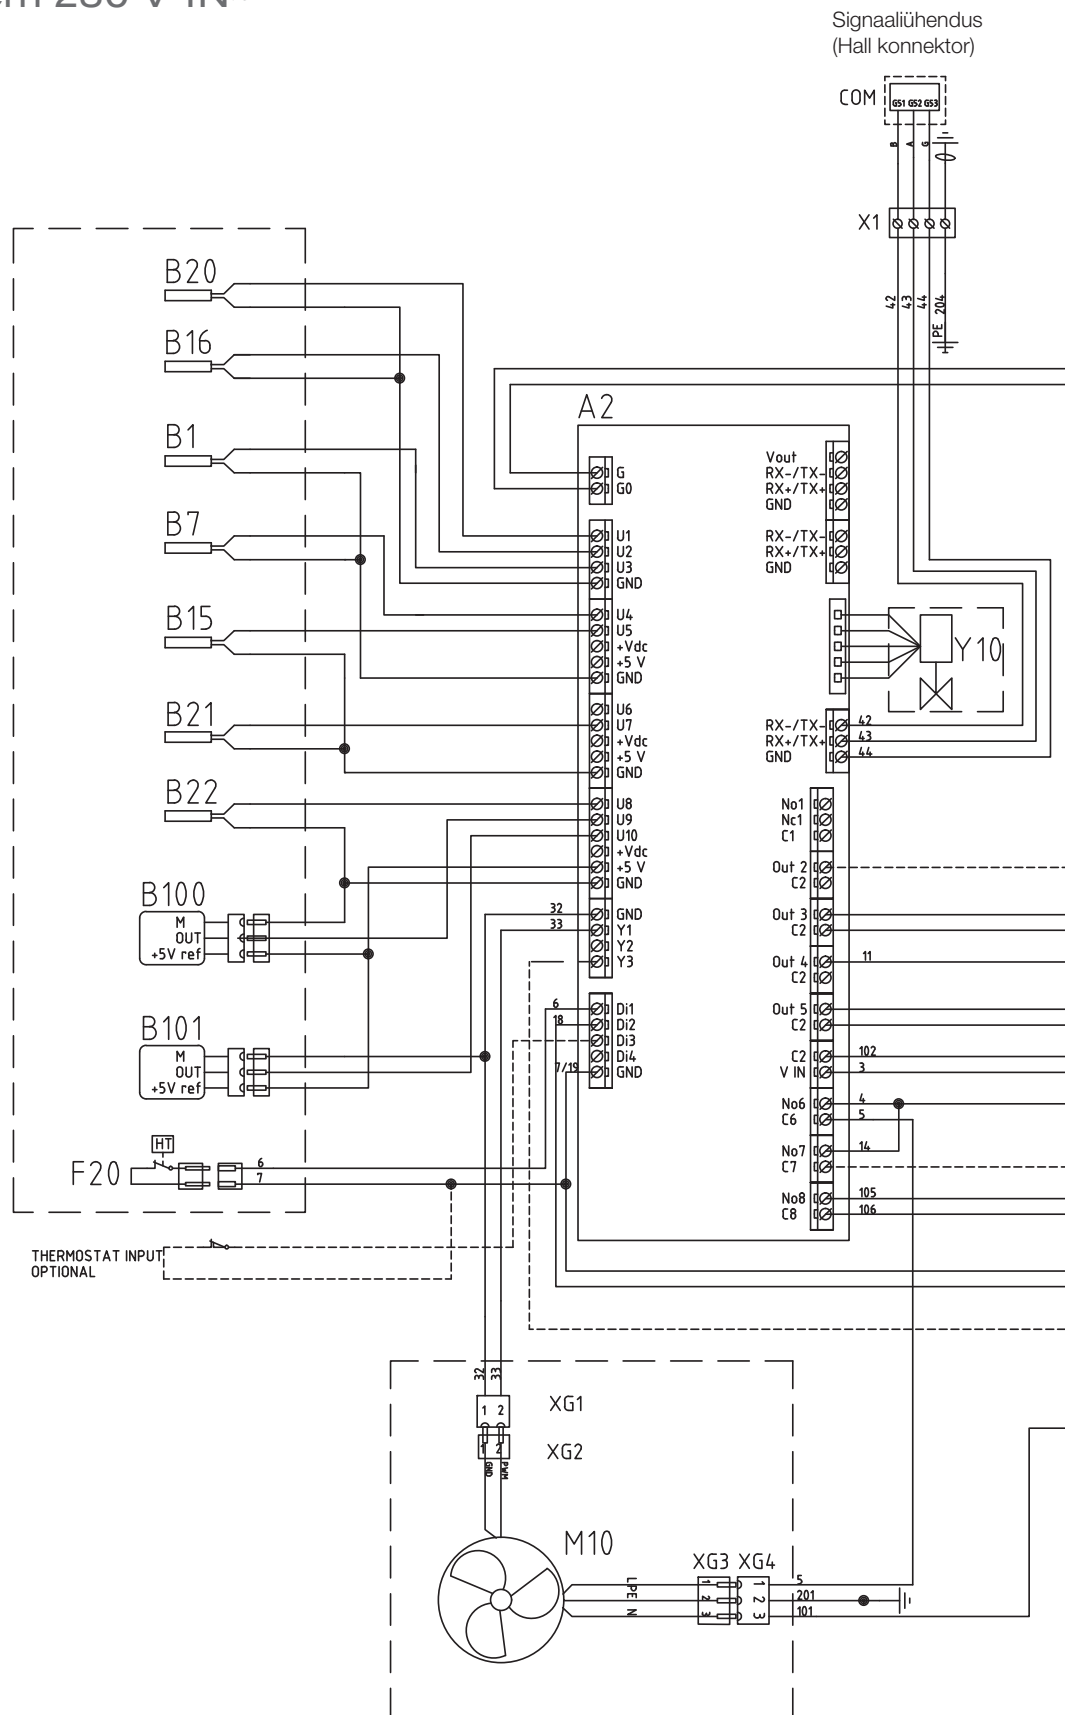 Signaaliühendus
(Hall konnektor)
COM
G51 G52 G53
B A G
X1
42 43 44 PE 204
B20
B16
B1
B7
B15
B21
B22
B100
M
OUT
+5V ref
B101
M
OUT
+5V ref
HT
F20
6
7
THERMOSTAT INPUT
OPTIONAL
A2
G
G0
U1
U2
U3
GND
U4
U5
+Vdc
+5 V
GND
U6
U7
+Vdc
+5 V
GND
U8
U9
U10
+Vdc
+5 V
GND
32 GND
33 Y1
Y2
Y3
6 Di1
18 Di2
Di3
Di4
7/19 GND
Vout
RX-/TX-
RX+/TX+
GND
RX-/TX-
RX+/TX+
GND
Y10
RX-/TX- 42
RX+/TX+ 43
GND 44
No1
Nc1
C1
Out 2
C2
Out 3
C2
Out 4 11
C2
Out 5
C2
C2 102
V IN 3
No6 4
C6 5
No7 14
C7
No8 105
C8 106
32 33
1 2 XG1
1 2 XG2
GND PWM
M10
L PE N
XG3 XG4
1 1 5
2 2 201
3 3 101